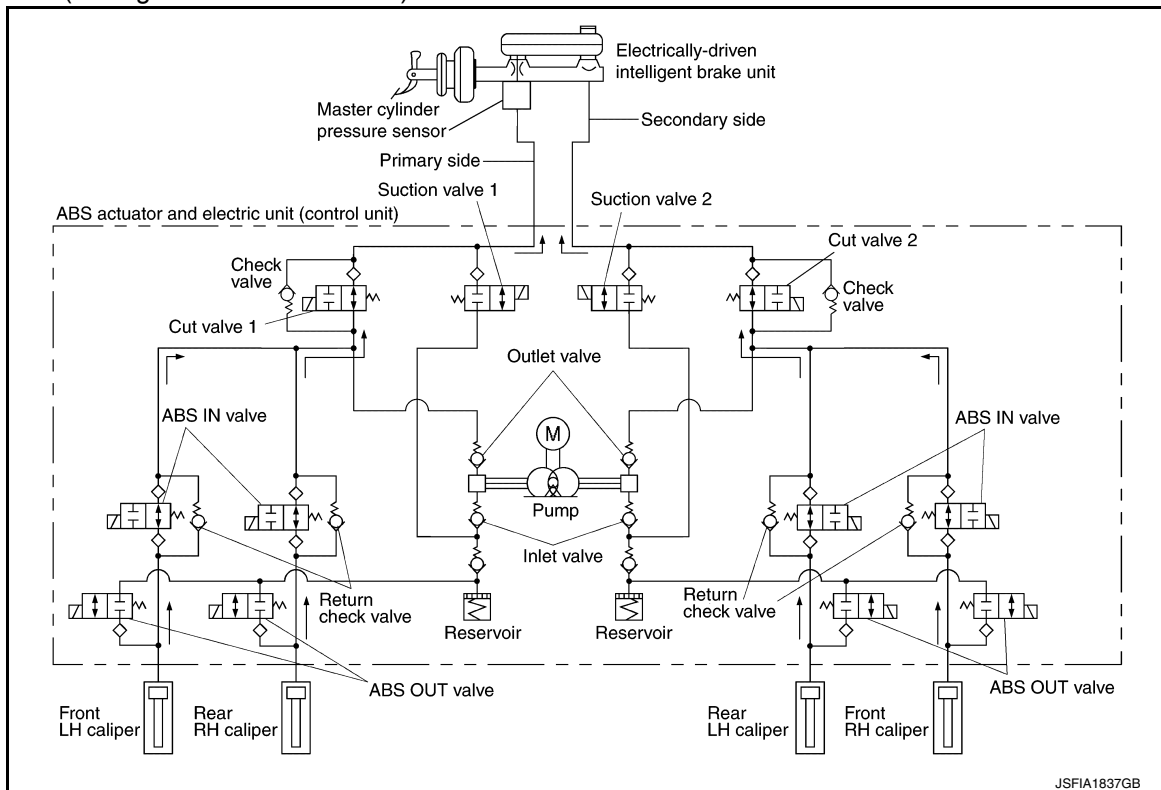 Electrically-driven
intelligent brake unit
Master cylinder
pressure sensor
Secondary side
Primary side
Suction valve 1
Suction valve 2
ABS actuator and electric unit (control unit)
Cut valve 2
Check
valve
Check
valve
Cut valve 1
Outlet valve
ABS IN valve
ABS IN valve
M
Pump
Inlet valve
Return
check valve
Return
check valve
Reservoir
Reservoir
ABS OUT valve
ABS OUT valve
Front
LH caliper
Rear
RH caliper
Rear
LH caliper
Front
RH caliper
JSFIA1837GB